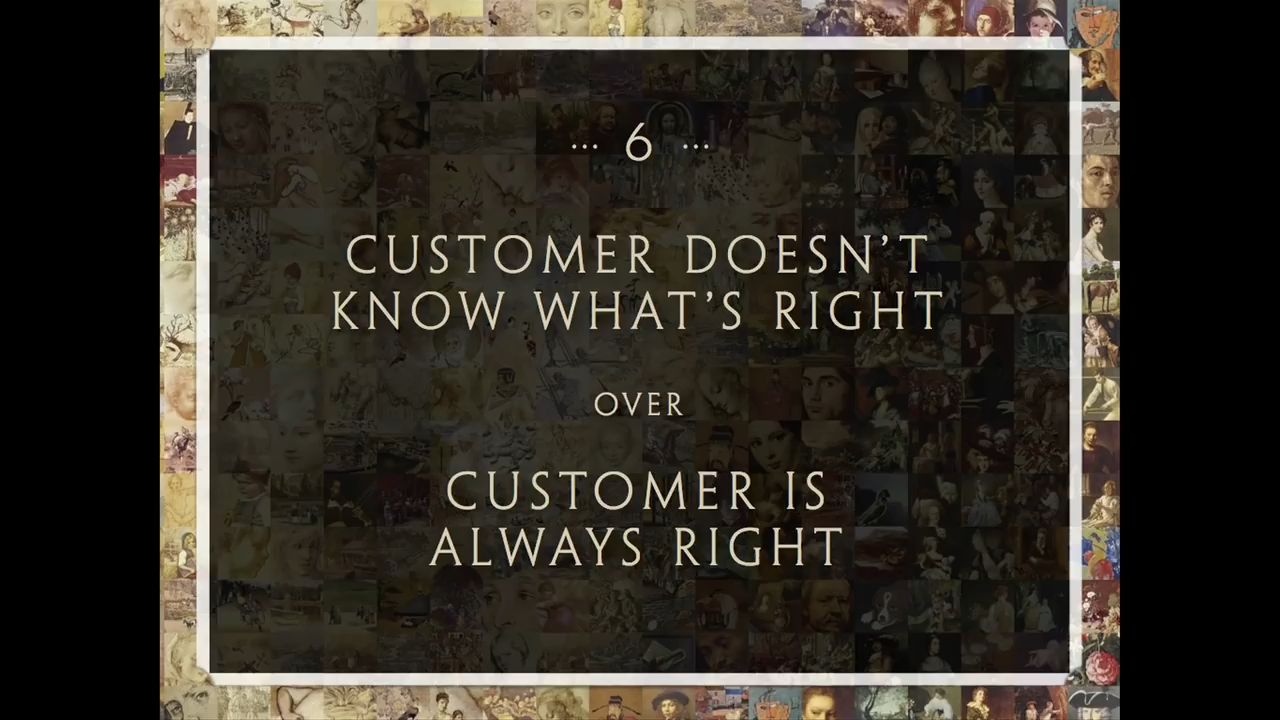 ... 6 ...
CUSTOMER DOESN’T
KNOW WHAT’S RIGHT
OVER
CUSTOMER IS
ALWAYS RIGHT